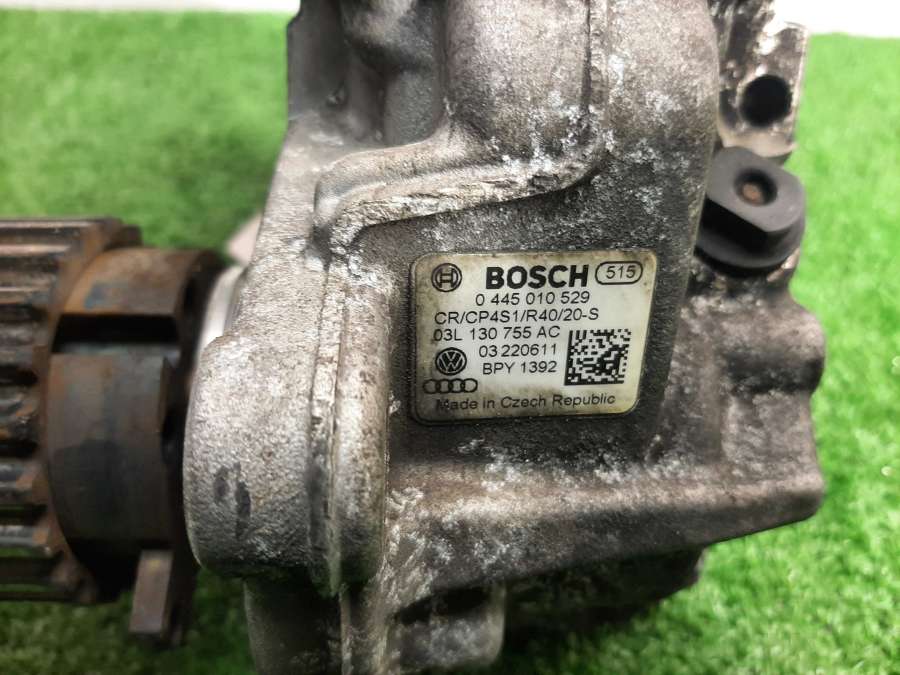 BOSCH 515
0 445 010 529
CR/CP4S1/R40/20-S
03L 130 755 AC
03 220611
BPY 1392
Made in Czech Republic